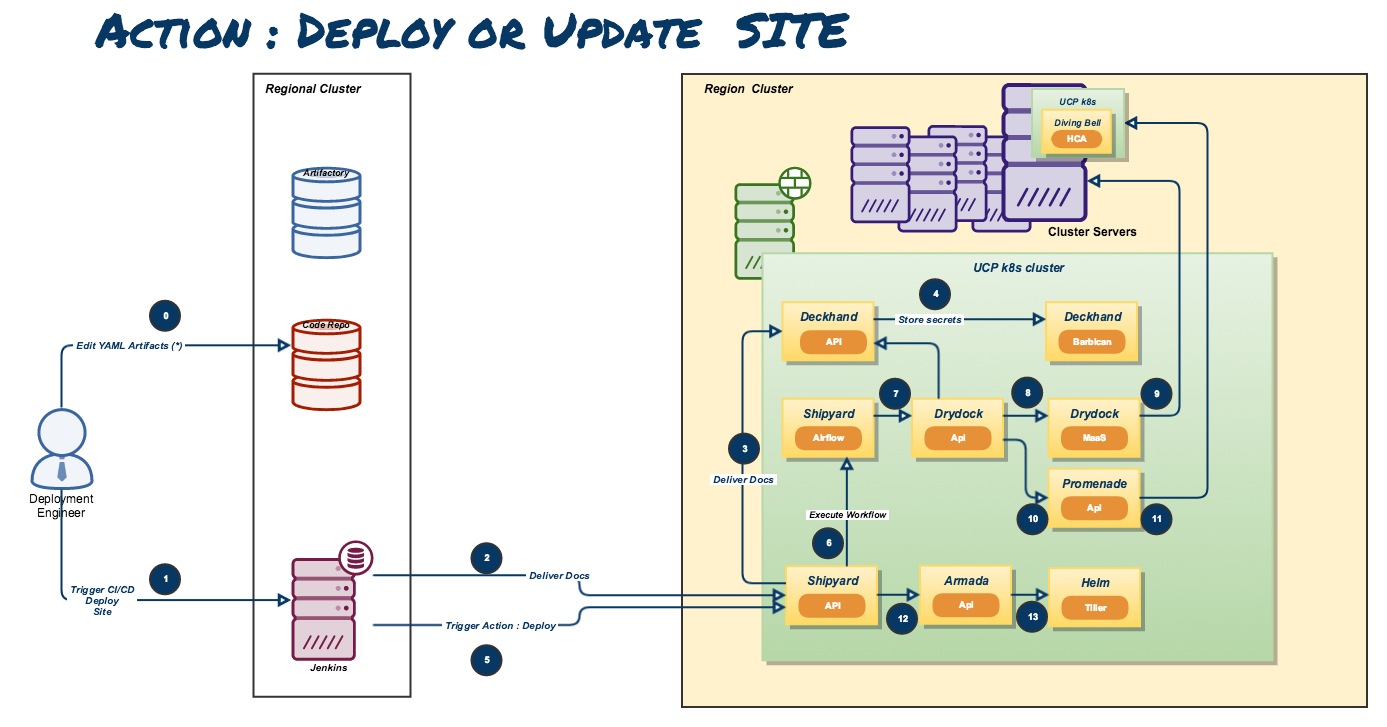 ACTION : DEPLOY OR UPDATE SITE
Regional Cluster
Artifactory
0
Code Repo
Edit YAML Artifacts (*)
Deployment
Engineer
1
Trigger CI/CD
Deploy
Site
Jenkins
2
Deliver Docs
Trigger Action : Deploy
5
Region Cluster
UCP k8s
Diving Bell
HCA
Cluster Servers
UCP k8s cluster
4
Deckhand
API
Store secrets
Deckhand
Barbican
7
8
9
Shipyard
Airflow
Drydock
Api
Drydock
MaaS
3
Deliver Docs
Promenade
Api
10
11
Execute Workflow
6
Shipyard
API
Armada
Api
Helm
Tiller
12
13